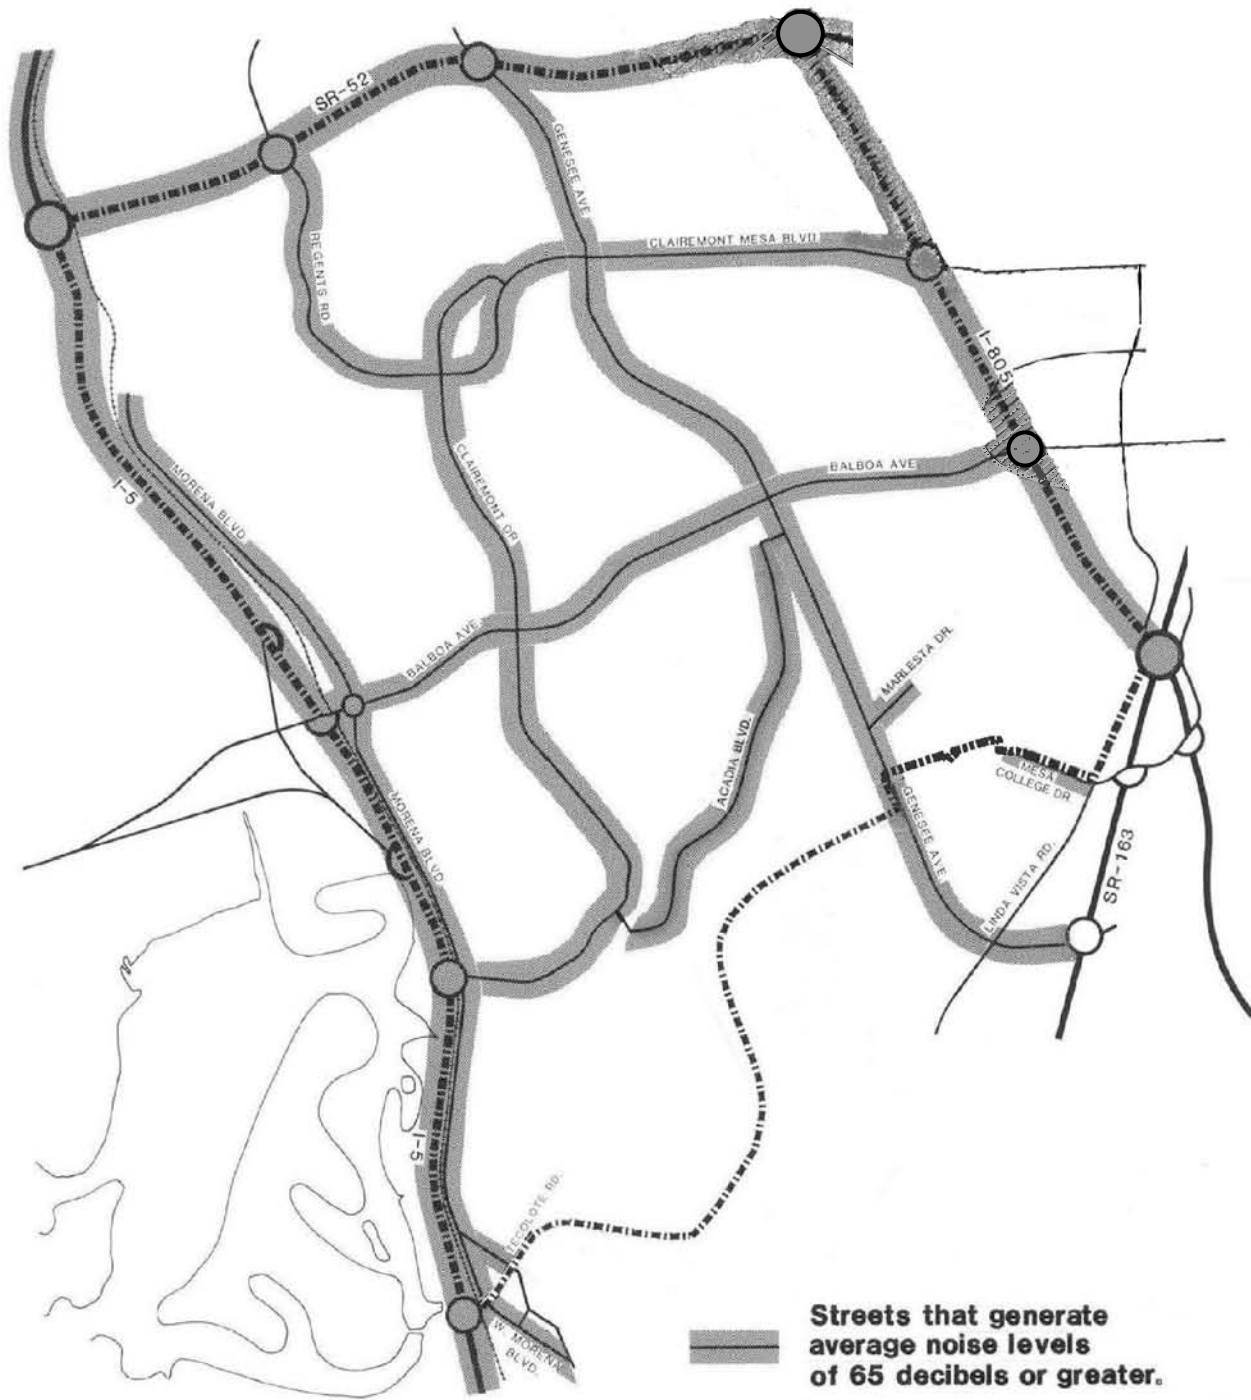 SR-52
GENESEE AVE.
CLAIREMONT MESA BLVD.
REGENTS RD.
I-805
CLAIREMONT DR.
BALBOA AVE.
MORENA BLVD.
I-5
BALBOA AVE.
MARLESTA DR.
ACADIA BLVD.
MESA
COLLEGE DR.
MORENA BLVD.
GENESEE AVE.
LINDA VISTA RD.
SR-163
I-5
TECOLOTE RD.
W. MORENA
BLVD.
Streets that generate
average noise levels
of 65 decibels or greater.